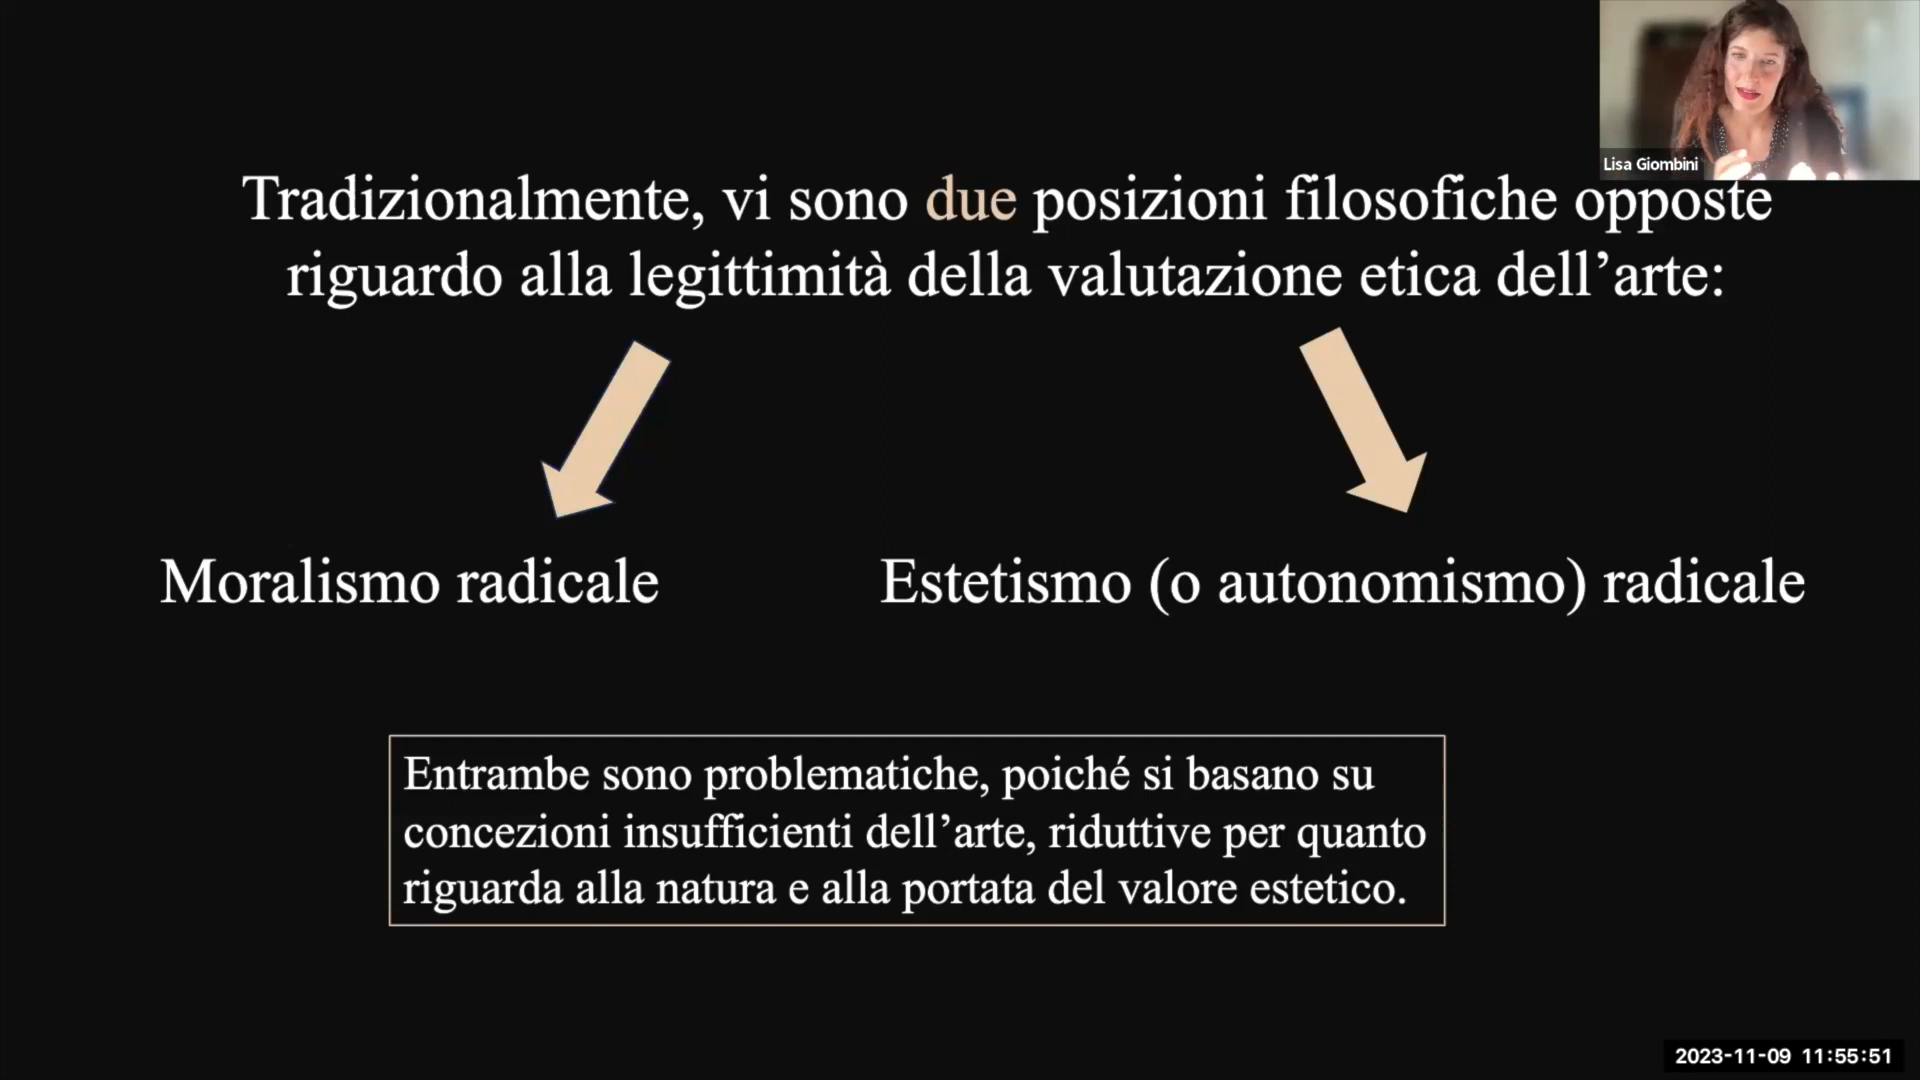 Lisa Giombini
Tradizionalmente, vi sono due posizioni filosofiche opposte
riguardo alla legittimità della valutazione etica dell’arte:
Moralismo radicale
Estetismo (o autonomismo) radicale
Entrambe sono problematiche, poiché si basano su
concezioni insufficienti dell’arte, riduttive per quanto
riguarda alla natura e alla portata del valore estetico.
2023-11-09 11:55:51